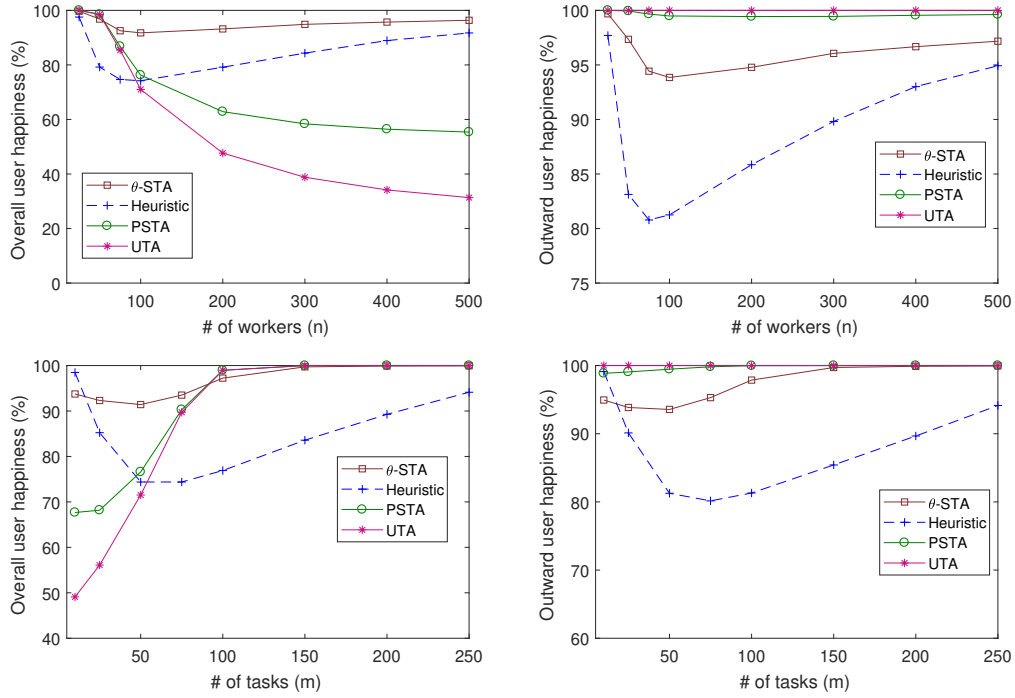 Overall user happiness (%)
100
80
60
40
20
0
θ-STA
Heuristic
PSTA
UTA
100
200
300
400
500
# of workers (n)
Outward user happiness (%)
100
95
90
85
80
75
θ-STA
Heuristic
PSTA
UTA
100
200
300
400
500
# of workers (n)
Overall user happiness (%)
100
90
80
70
60
50
40
θ-STA
Heuristic
PSTA
UTA
50
100
150
200
250
# of tasks (m)
Outward user happiness (%)
100
90
80
70
60
θ-STA
Heuristic
PSTA
UTA
50
100
150
200
250
# of tasks (m)